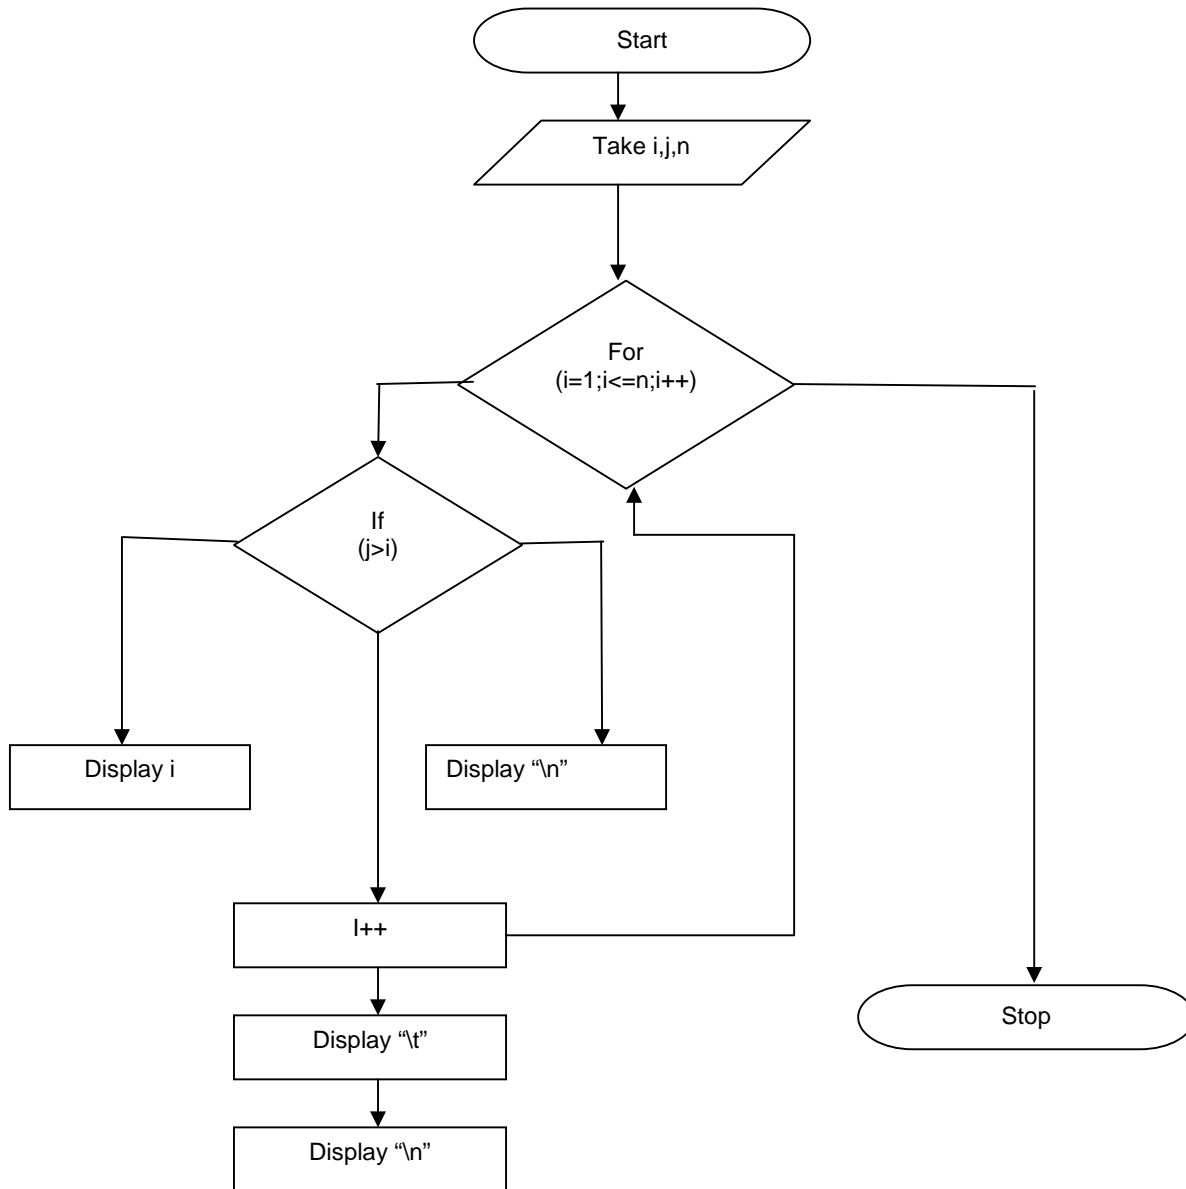 Start
Take i,j,n
For
(i=1;i<=n;i++)
If
(j>i)
Display i
Display “\n”
I++
Display “\t”
Stop
Display “\n”